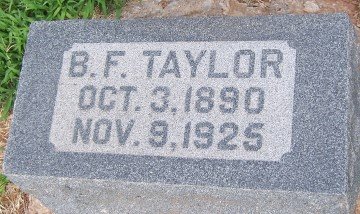 B.F. TAYLOR
OCT. 3, 1890
NOV. 9, 1925